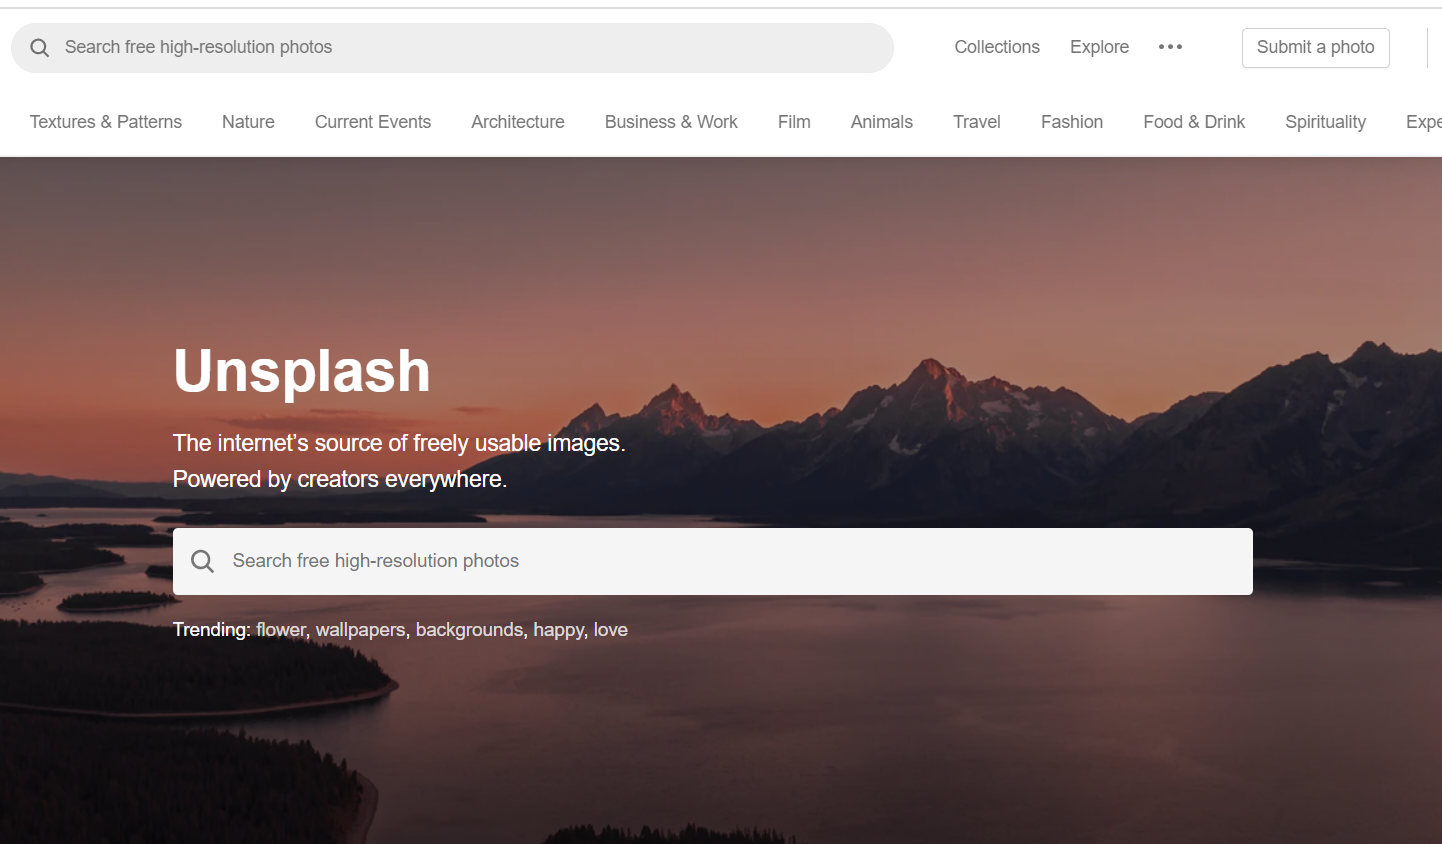 Search free high-resolution photos
Collections Explore Submit a photo
Textures & Patterns Nature Current Events Architecture Business & Work Film Animals Travel Fashion Food & Drink Spirituality Expe
Unsplash
The internet’s source of freely usable images.
Powered by creators everywhere.
Search free high-resolution photos
Trending: flower, wallpapers, backgrounds, happy, love